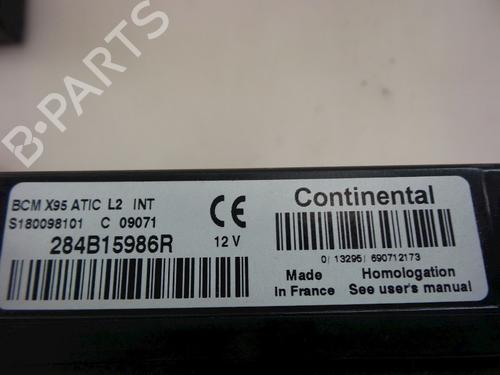 B-PARTS
BCM X95 ATIC L2 INT
S180098101 C 09071
284B15986R
CE
12 V
Continental
0/ 13295/ 690712173
Made in France
Homologation
See user's manual